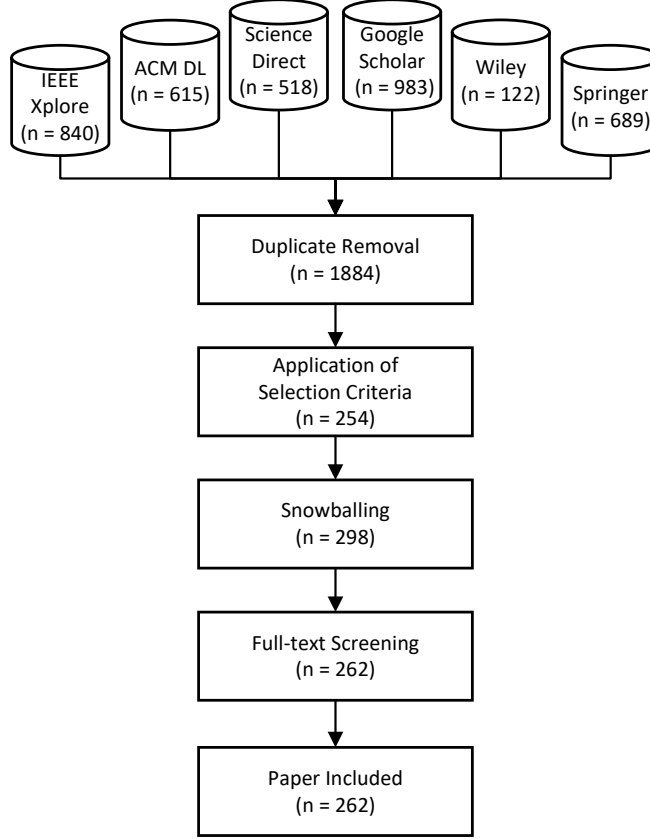 IEEE
Xplore
(n = 840)
ACM DL
(n = 615)
Science
Direct
(n = 518)
Google
Scholar
(n = 983)
Wiley
(n = 122)
Springer
(n = 689)
Duplicate Removal
(n = 1884)
Application of
Selection Criteria
(n = 254)
Snowballing
(n = 298)
Full-text Screening
(n = 262)
Paper Included
(n = 262)